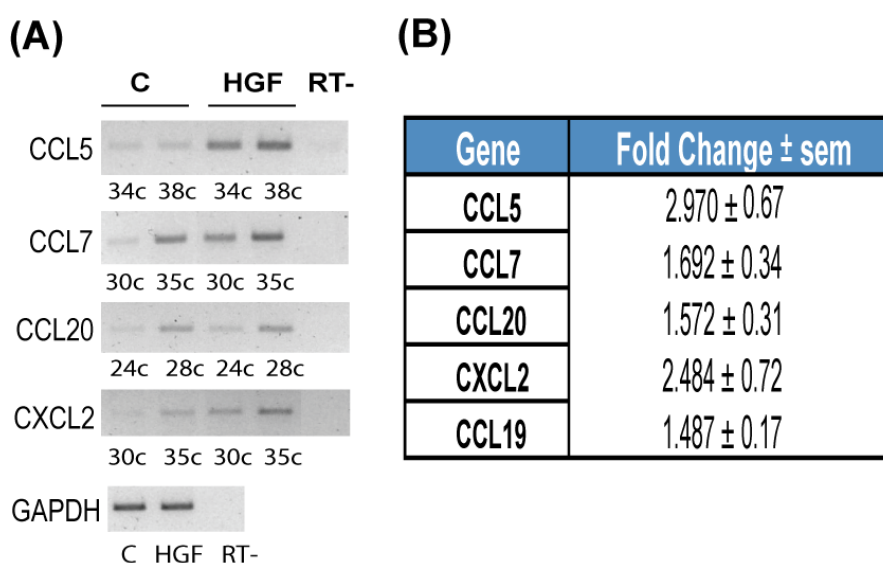 (A)
C HGF RT-
CCL5
34c 38c 34c 38c
CCL7
30c 35c 30c 35c
CCL20
24c 28c 24c 28c
CXCL2
30c 35c 30c 35c
GAPDH
C HGF RT-
(B)
Gene Fold Change ± sem
CCL5 2.970 ± 0.67
CCL7 1.692 ± 0.34
CCL20 1.572 ± 0.31
CXCL2 2.484 ± 0.72
CCL19 1.487 ± 0.17